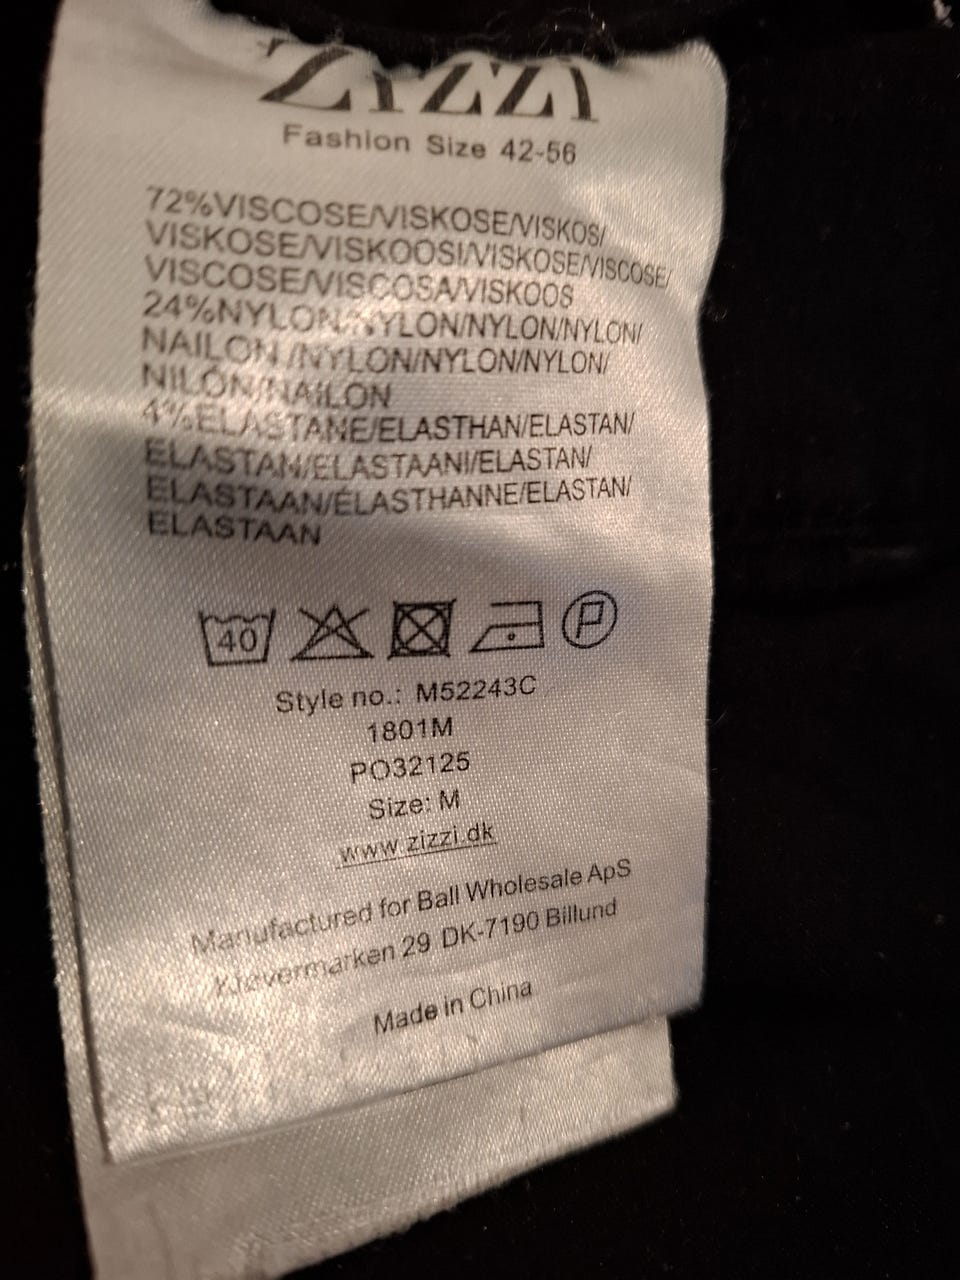 Zizzi
Fashion Size 42-56
72%VISCOSE/VISKOSE/VISKOS/
VISKOSE/VISKOOSI/VISKOSE/VISCOSE/
VISCOSE/VISCOSA/VISKOOS
24%NYLON/NYLON/NYLON/NYLON/
NAILON/NYLON/NYLON/NYLON/
NILÓN/NAILON
4%ELASTANE/ELASTHAN/ELASTAN/
ELASTAN/ELASTAANI/ELASTAN/
ELASTAAN/ÉLASTHANNE/ELASTAN/
ELASTAAN
40 P
Style no.: M52243C
1801M
PO32125
Size: M
www.zizzi.dk
Manufactured for Ball Wholesale ApS
Kløvermarken 29 DK-7190 Billund
Made in China